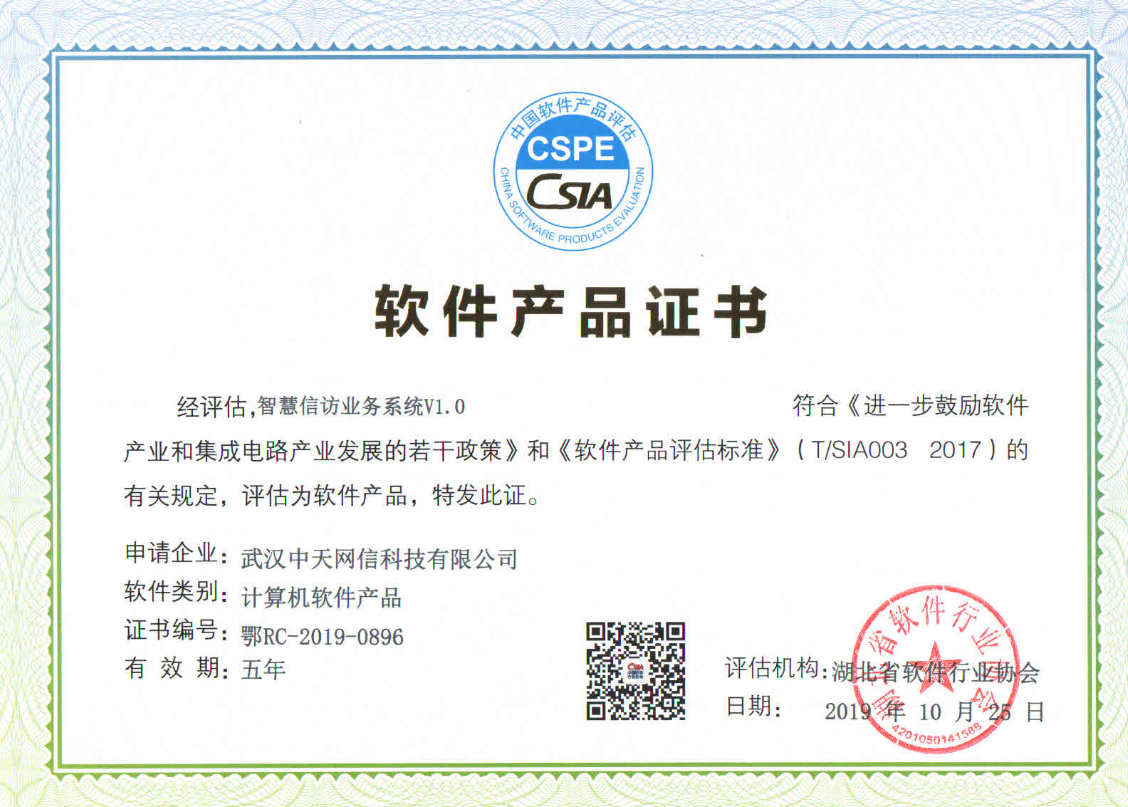 中国软件产品评估
CSPE
CSIA
CHINA SOFTWARE PRODUCTS EVALUATION
软件产品证书
经评估,智慧信访业务系统V1.0 符合《进一步鼓励软件
产业和集成电路产业发展的若干政策》和《软件产品评估标准》（T/SIA003 2017）的
有关规定，评估为软件产品，特发此证。
申请企业：武汉中天网信科技有限公司
软件类别：计算机软件产品
证书编号：鄂RC-2019-0896
有 效 期：五年
评估机构：湖北省软件行业协会
日期： 2019 年 10 月 25 日
湖北省软件行业协会
4201050141588